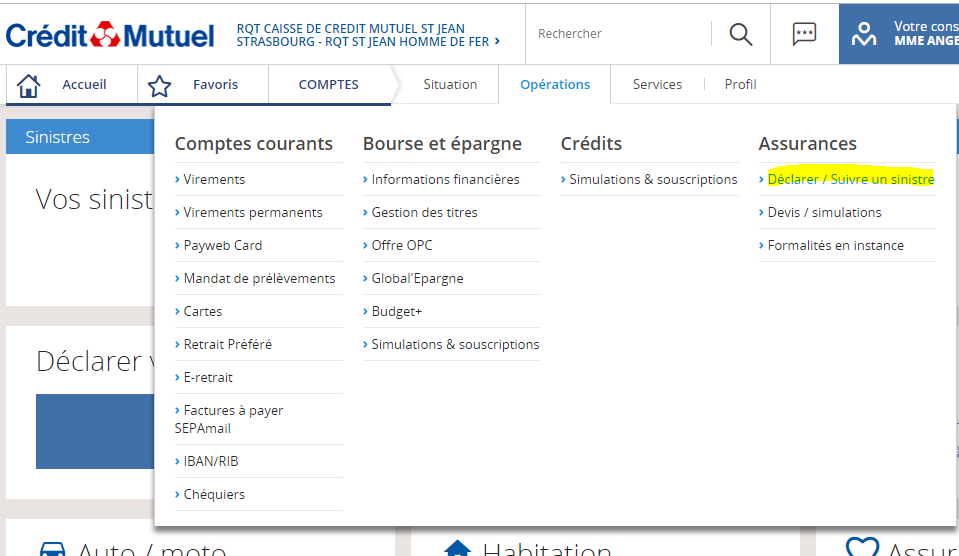 Crédit Mutuel
RQT CAISSE DE CREDIT MUTUEL ST JEAN
STRASBOURG - RQT ST JEAN HOMME DE FER ›
Rechercher
Votre cons
MME ANGE
Accueil
Favoris
COMPTES
Situation
Opérations
Services
Profil
Sinistres
Vos sinist
Déclarer v
Comptes courants
› Virements
› Virements permanents
› Payweb Card
› Mandat de prélèvements
› Cartes
› Retrait Préféré
› E-retrait
› Factures à payer
SEPAmail
› IBAN/RIB
› Chéquiers
Bourse et épargne
› Informations financières
› Gestion des titres
› Offre OPC
› Global'Epargne
› Budget+
› Simulations & souscriptions
Crédits
› Simulations & souscriptions
Assurances
› Déclarer / Suivre un sinistre
› Devis / simulations
› Formalités en instance
Auto / moto
Habitation
Assur